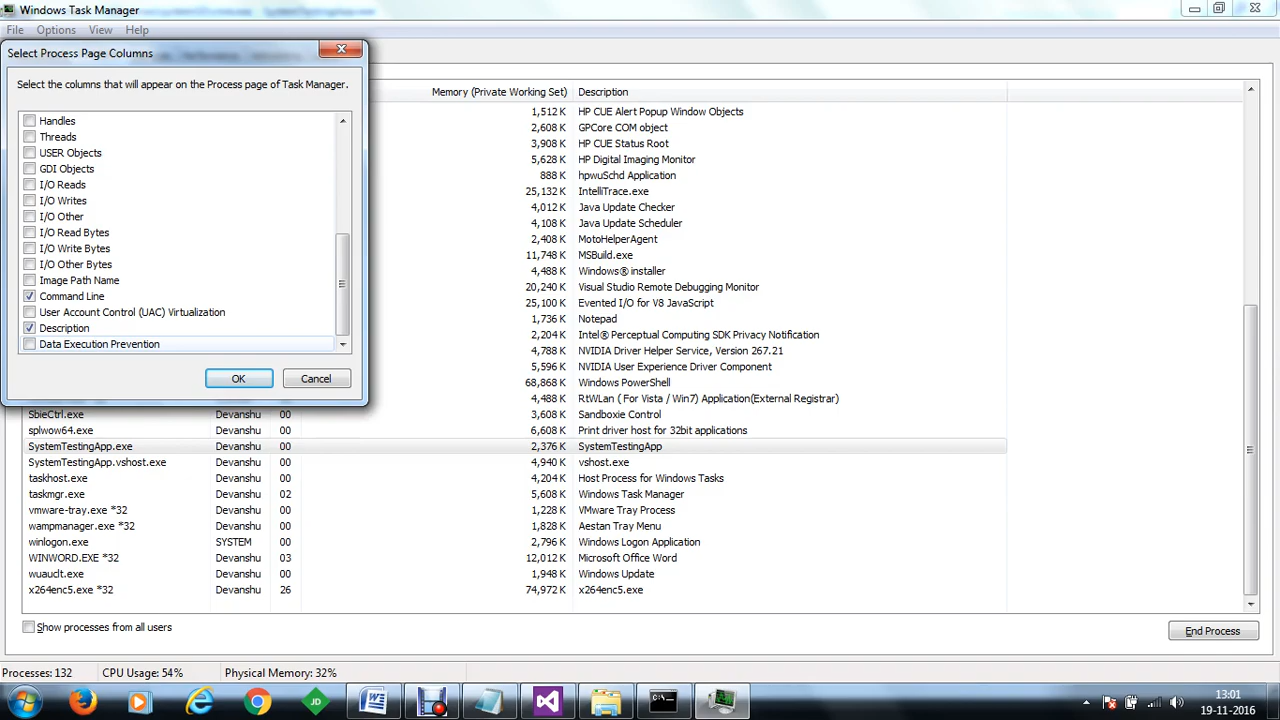 Windows Task Manager
File Options View Help
Select Process Page Columns
Select the columns that will appear on the Process page of Task Manager.
Handles
Threads
USER Objects
GDI Objects
I/O Reads
I/O Writes
I/O Other
I/O Read Bytes
I/O Write Bytes
I/O Other Bytes
Image Path Name
Command Line
User Account Control (UAC) Virtualization
Description
Data Execution Prevention
OK Cancel
Memory (Private Working Set) Description
1,512 K HP CUE Alert Popup Window Objects
2,608 K GPCore COM object
3,908 K HP CUE Status Root
5,628 K HP Digital Imaging Monitor
888 K hpwuSchd Application
25,132 K IntelliTrace.exe
4,012 K Java Update Checker
4,108 K Java Update Scheduler
2,408 K MotoHelperAgent
11,748 K MSBuild.exe
4,488 K Windows® installer
20,240 K Visual Studio Remote Debugging Monitor
25,100 K Evented I/O for V8 JavaScript
1,736 K Notepad
2,204 K Intel® Perceptual Computing SDK Privacy Notification
4,788 K NVIDIA Driver Helper Service, Version 267.21
5,596 K NVIDIA User Experience Driver Component
68,868 K Windows PowerShell
4,488 K RtWLan ( For Vista / Win7) Application(External Registrar)
SbieCtrl.exe Devanshu 00 3,608 K Sandboxie Control
splwow64.exe Devanshu 00 6,608 K Print driver host for 32bit applications
SystemTestingApp.exe Devanshu 00 2,376 K SystemTestingApp
SystemTestingApp.vshost.exe Devanshu 00 4,940 K vshost.exe
taskhost.exe Devanshu 00 4,204 K Host Process for Windows Tasks
taskmgr.exe Devanshu 02 5,608 K Windows Task Manager
vmware-tray.exe *32 Devanshu 00 1,228 K VMware Tray Process
wampmanager.exe *32 Devanshu 00 1,828 K Aestan Tray Menu
winlogon.exe SYSTEM 00 2,796 K Windows Logon Application
WINWORD.EXE *32 Devanshu 03 12,012 K Microsoft Office Word
wuauclt.exe Devanshu 00 1,948 K Windows Update
x264enc5.exe *32 Devanshu 26 74,972 K x264enc5.exe
Show processes from all users End Process
Processes: 132 CPU Usage: 54% Physical Memory: 32%
JD
13:01
19-11-2016